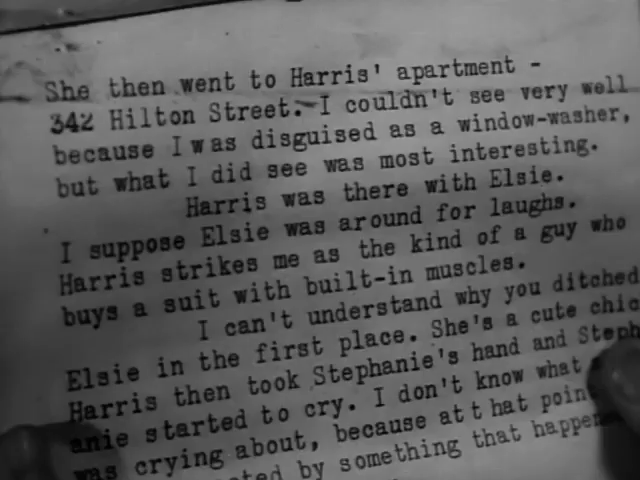 She then went to Harris' apartment -
342 Hilton Street. I couldn't see very well
because I was disguised as a window-washer,
but what I did see was most interesting.
Harris was there with Elsie.
I suppose Elsie was around for laughs.
Harris strikes me as the kind of a guy who
buys a suit with built-in muscles.
I can't understand why you ditched
Elsie in the first place. She's a cute chic
Harris then took Stephanie's hand and Steph
anie started to cry. I don't know what
was crying about, because at t hat poin
ted by something that happen